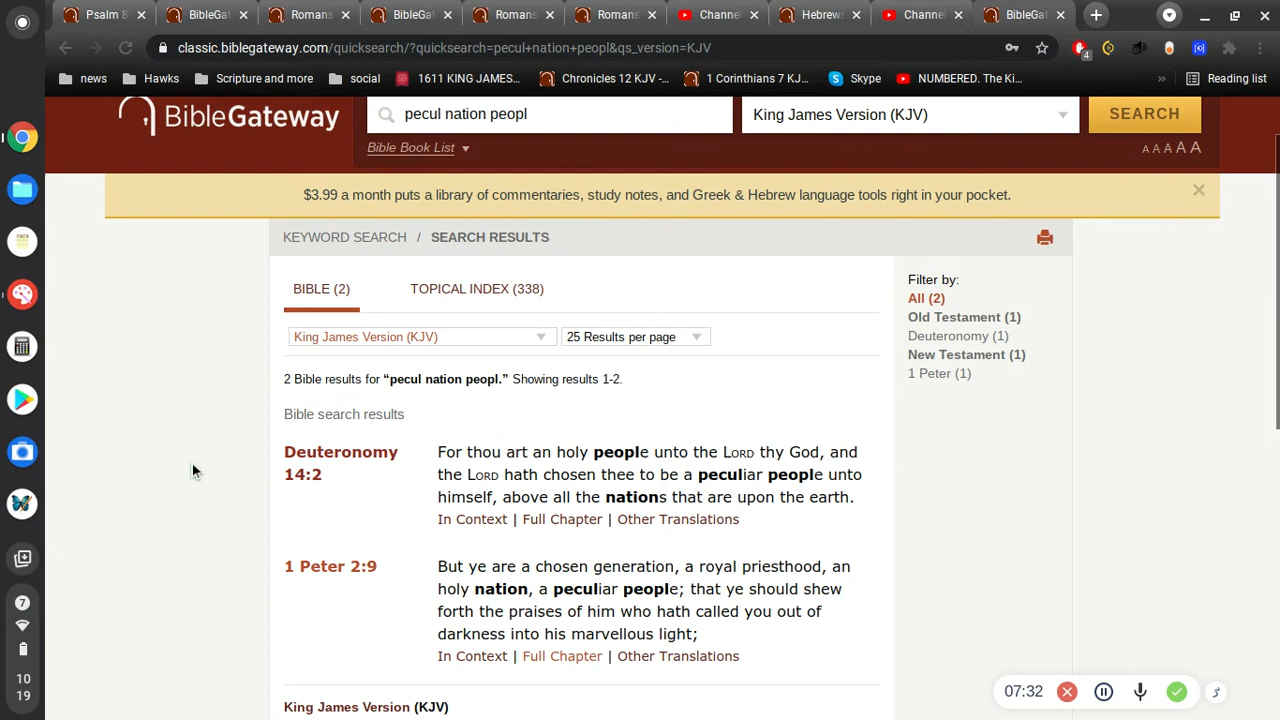 Psalm 8
BibleGat
Romans
BibleGat
Romans
Romans
Channel
Hebrews
Channel
BibleG
classic.biblegateway.com/quicksearch/?quicksearch=pecul+nation+peopl&qs_version=KJV
4
news
Hawks
Scripture and more
social
1611 KING JAMES...
Chronicles 12 KJV -...
1 Corinthians 7 KJ...
Skype
NUMBERED. The Ki...
»
Reading list
BibleGateway
pecul nation peopl
King James Version (KJV)
SEARCH
Bible Book List
A A A A A
$3.99 a month puts a library of commentaries, study notes, and Greek & Hebrew language tools right in your pocket.
KEYWORD SEARCH / SEARCH RESULTS
BIBLE (2)
TOPICAL INDEX (338)
King James Version (KJV)
25 Results per page
2 Bible results for “pecul nation peopl.” Showing results 1-2.
Bible search results
Deuteronomy
14:2
For thou art an holy people unto the LORD thy God, and
the LORD hath chosen thee to be a peculiar people unto
himself, above all the nations that are upon the earth.
In Context | Full Chapter | Other Translations
1 Peter 2:9
But ye are a chosen generation, a royal priesthood, an
holy nation, a peculiar people; that ye should shew
forth the praises of him who hath called you out of
darkness into his marvellous light;
In Context | Full Chapter | Other Translations
King James Version (KJV)
Filter by:
All (2)
Old Testament (1)
Deuteronomy (1)
New Testament (1)
1 Peter (1)
7
10
19
07:32